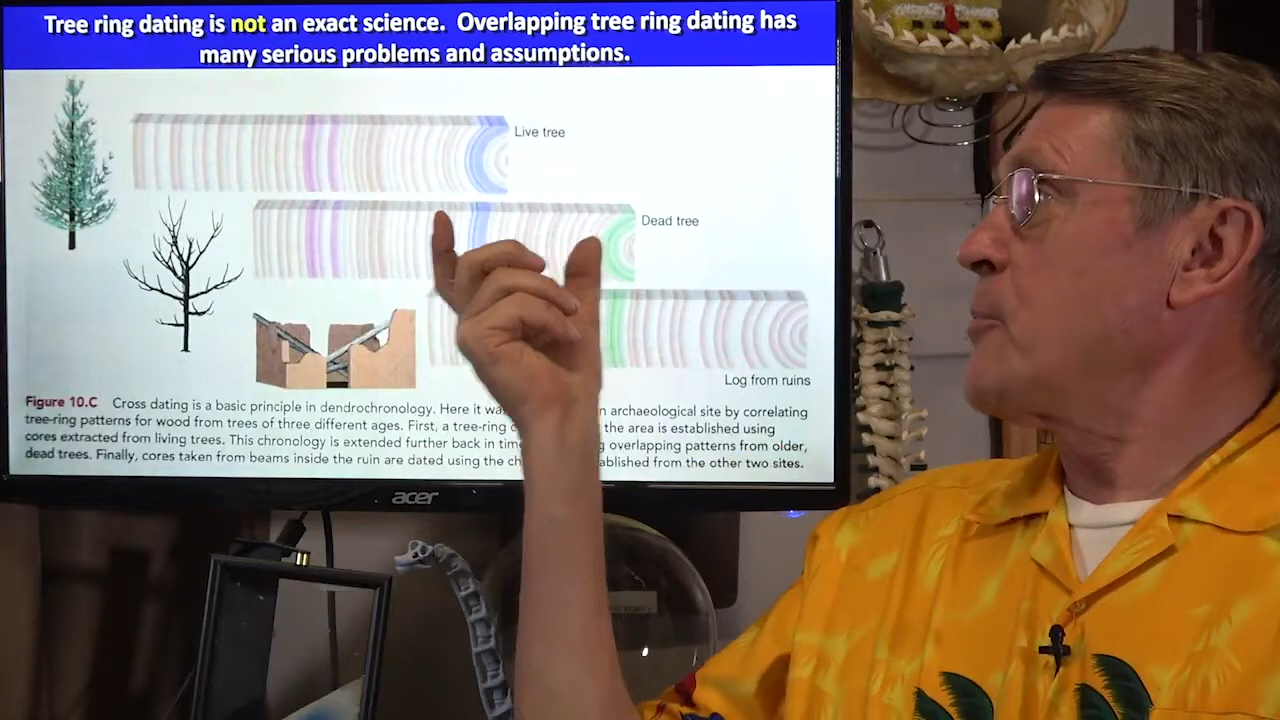 Tree ring dating is not an exact science. Overlapping tree ring dating has
many serious problems and assumptions.
Live tree
Dead tree
Log from ruins
Figure 10.C Cross dating is a basic principle in dendrochronology. Here it was n archaeological site by correlating
tree-ring patterns for wood from trees of three different ages. First, a tree-ring the area is established using
cores extracted from living trees. This chronology is extended further back in overlapping patterns from older,
dead trees. Finally, cores taken from beams inside the ruin are dated using the from the other two sites.
acer